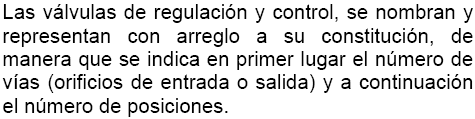 Las válvulas de regulación y control, se nombran y
representan con arreglo a su constitución, de
manera que se indica en primer lugar el número de
vías (orificios de entrada o salida) y a continuación
el número de posiciones.